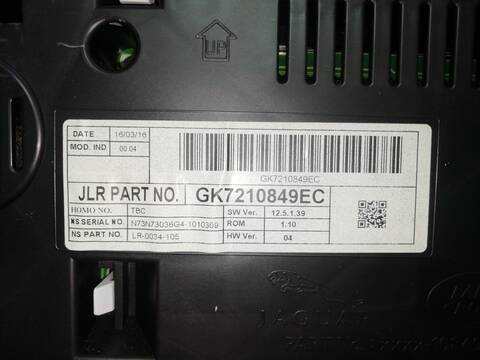 UP
DATE 16/03/16
MOD. IND 00.04
GK7210849EC
JLR PART NO. GK7210849EC
HOMO NO. TBC SW Ver. 12.5.1.39
NS SERIAL NO. N73N73036G4-1010369 ROM 1.10
NS PART NO. LR-0034-105 HW Ver. 04
JAGUAR